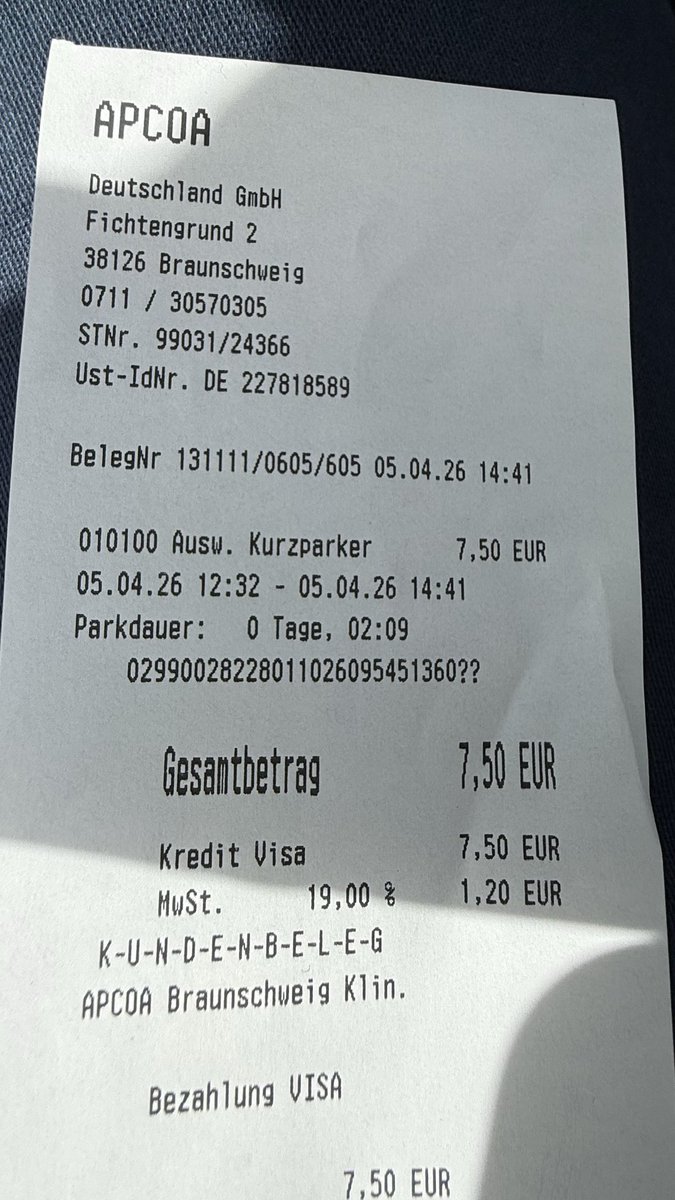 APCOA
Deutschland GmbH
Fichtengrund 2
38126 Braunschweig
0711 / 30570305
STNr. 99031/24366
Ust-IdNr. DE 227818589
BelegNr 131111/0605/605 05.04.26 14:41
010100 Ausw. Kurzparker 7,50 EUR
05.04.26 12:32 - 05.04.26 14:41
Parkdauer: 0 Tage, 02:09
02990028228011026095451360??
Gesamtbetrag 7,50 EUR
Kredit Visa 7,50 EUR
MwSt. 19,00 % 1,20 EUR
K-U-N-D-E-N-B-E-L-E-G
APCOA Braunschweig Klin.
Bezahlung VISA
7,50 EUR